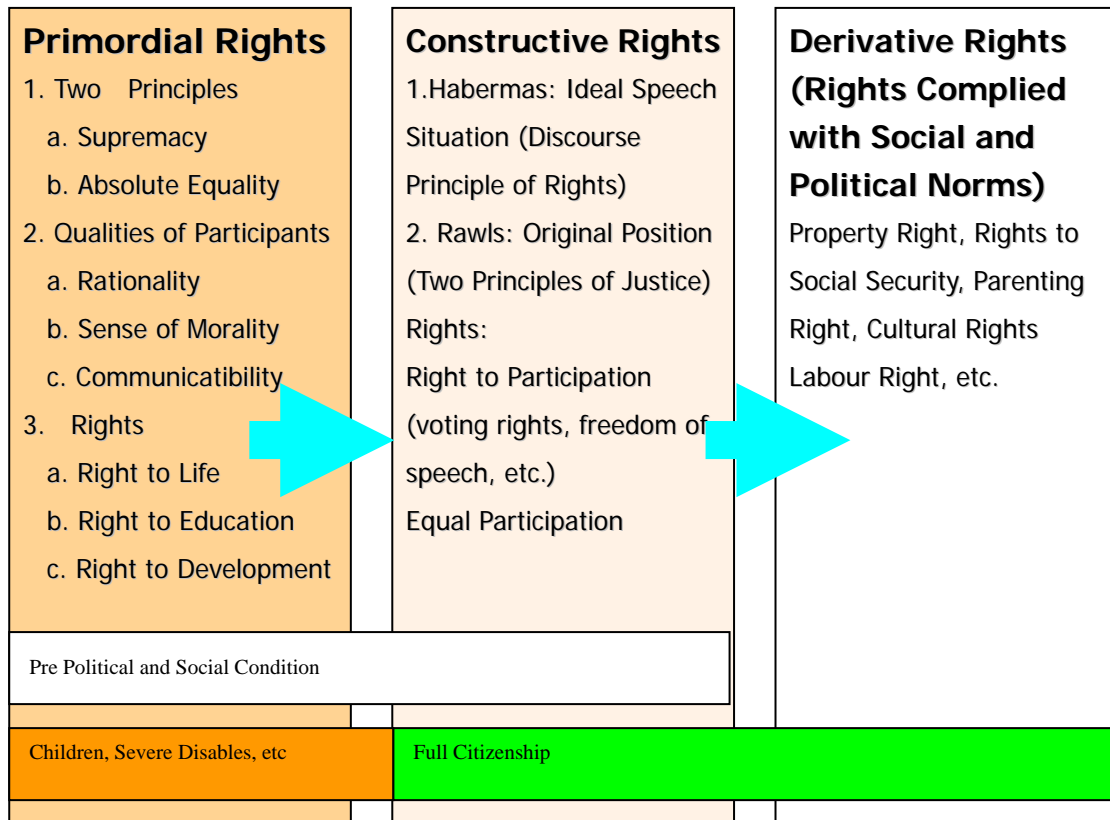 Primordial Rights
1. Two Principles
a. Supremacy
b. Absolute Equality
2. Qualities of Participants
a. Rationality
b. Sense of Morality
c. Communicatibility
3. Rights
a. Right to Life
b. Right to Education
c. Right to Development
Constructive Rights
1.Habermas: Ideal Speech
Situation (Discourse
Principle of Rights)
2. Rawls: Original Position
(Two Principles of Justice)
Rights:
Right to Participation
(voting rights, freedom of
speech, etc.)
Equal Participation
Derivative Rights
(Rights Complied
with Social and
Political Norms)
Property Right, Rights to
Social Security, Parenting
Right, Cultural Rights
Labour Right, etc.
Pre Political and Social Condition
Children, Severe Disables, etc
Full Citizenship